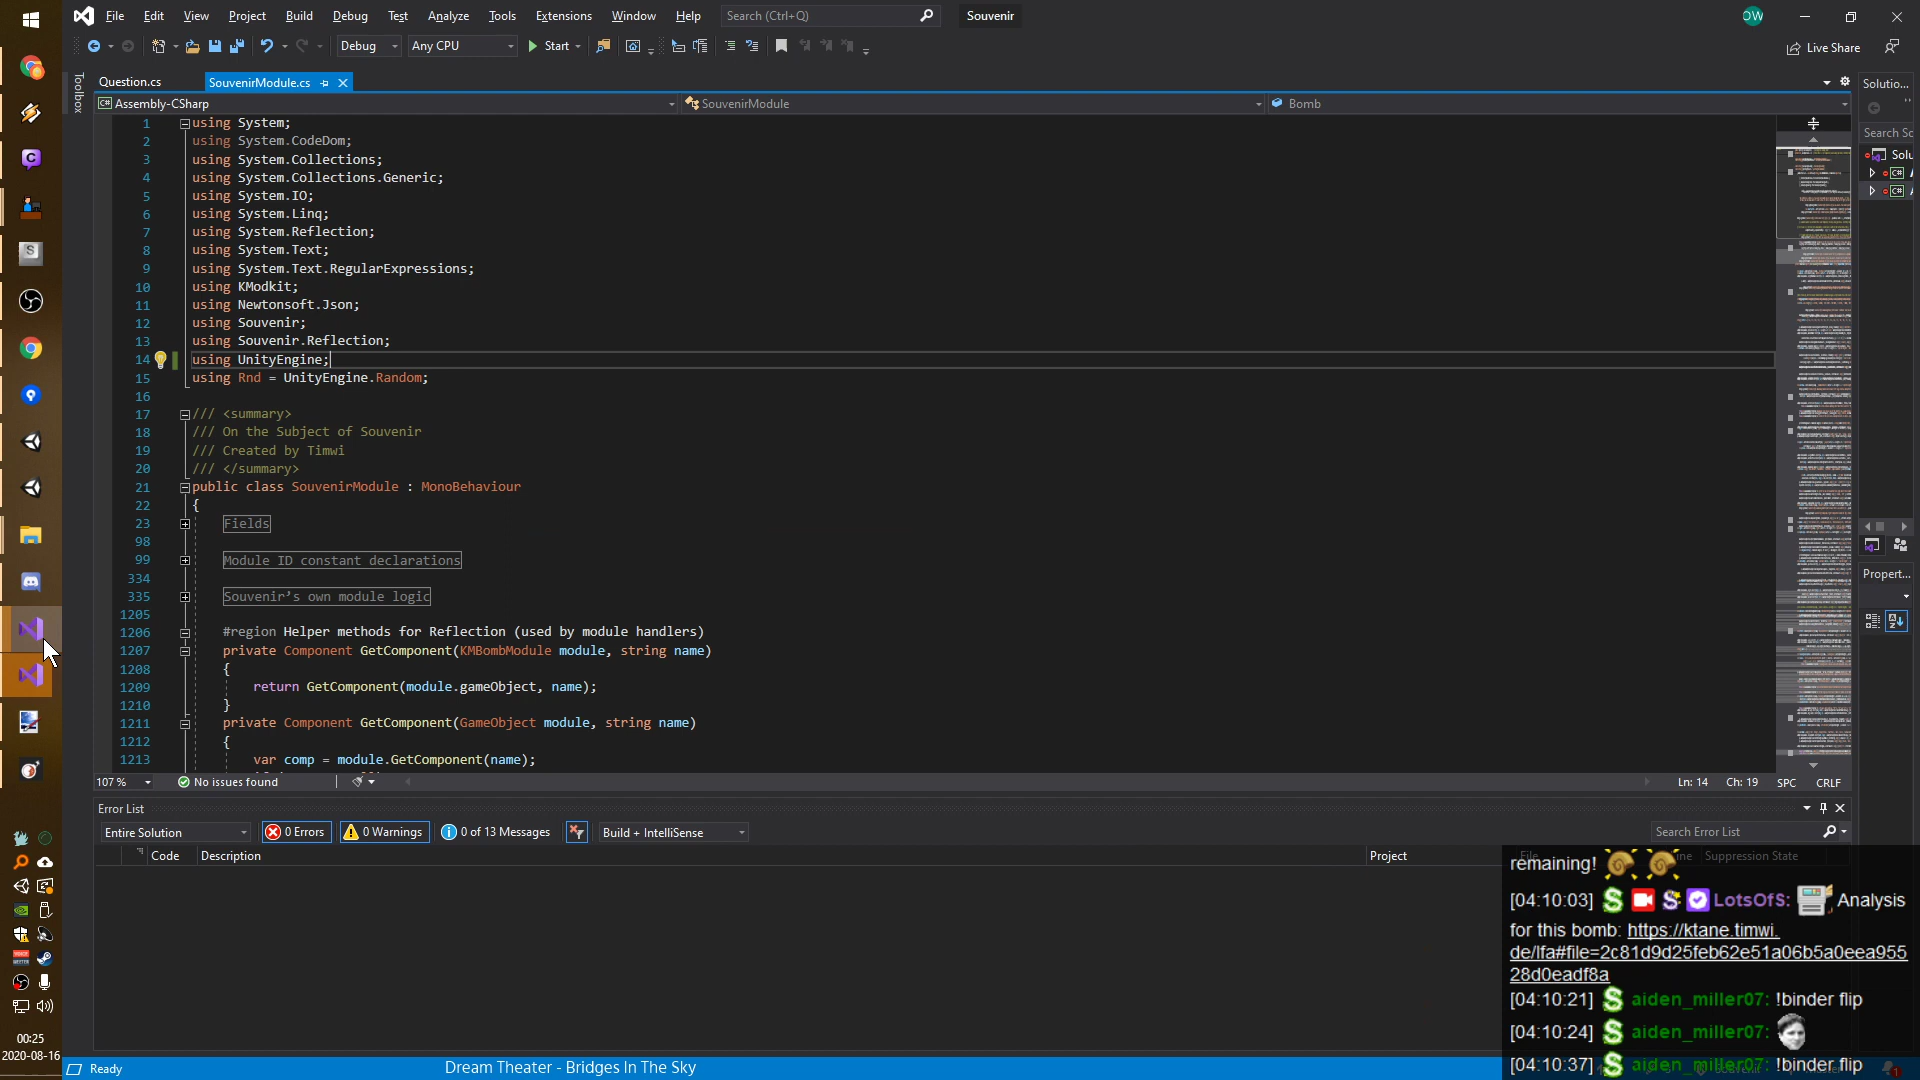 File Edit View Project Build Debug Test Analyze Tools Extensions Window Help Search (Ctrl+Q) Souvenir OW
Debug Any CPU Start Live Share
Toolbox
Question.cs SouvenirModule.cs Solutio...
Assembly-CSharp SouvenirModule Bomb
Search Sc
Solu
1 using System;
2 using System.CodeDom;
3 using System.Collections;
4 using System.Collections.Generic;
5 using System.IO;
6 using System.Linq;
7 using System.Reflection;
8 using System.Text;
9 using System.Text.RegularExpressions;
10 using KModkit;
11 using Newtonsoft.Json;
12 using Souvenir;
13 using Souvenir.Reflection;
14 using UnityEngine;
15 using Rnd = UnityEngine.Random;
16
17 /// <summary>
18 /// On the Subject of Souvenir
19 /// Created by Timwi
20 /// </summary>
21 public class SouvenirModule : MonoBehaviour
22 {
23 Fields
98
99 Module ID constant declarations
334
335 Souvenir’s own module logic
1205
1206 #region Helper methods for Reflection (used by module handlers)
1207 private Component GetComponent(KMBombModule module, string name)
1208 {
1209 return GetComponent(module.gameObject, name);
1210 }
1211 private Component GetComponent(GameObject module, string name)
1212 {
1213 var comp = module.GetComponent(name);
Propert...
107 % No issues found Ln: 14 Ch: 19 SPC CRLF
Error List
Entire Solution 0 Errors 0 Warnings 0 of 13 Messages Build + IntelliSense Search Error List
Code Description Project File Suppression State
remaining!
[04:10:03] LotsOfS: Analysis
for this bomb: https://ktane.timwi.
de/lfa#file=2c81d9d25feb62e51a06b5a0eea955
28d0eadf8a
[04:10:21] aiden_miller07: !binder flip
[04:10:24] aiden_miller07:
[04:10:37] aiden_miller07: !binder flip
00:25
2020-08-16
Ready Dream Theater - Bridges In The Sky